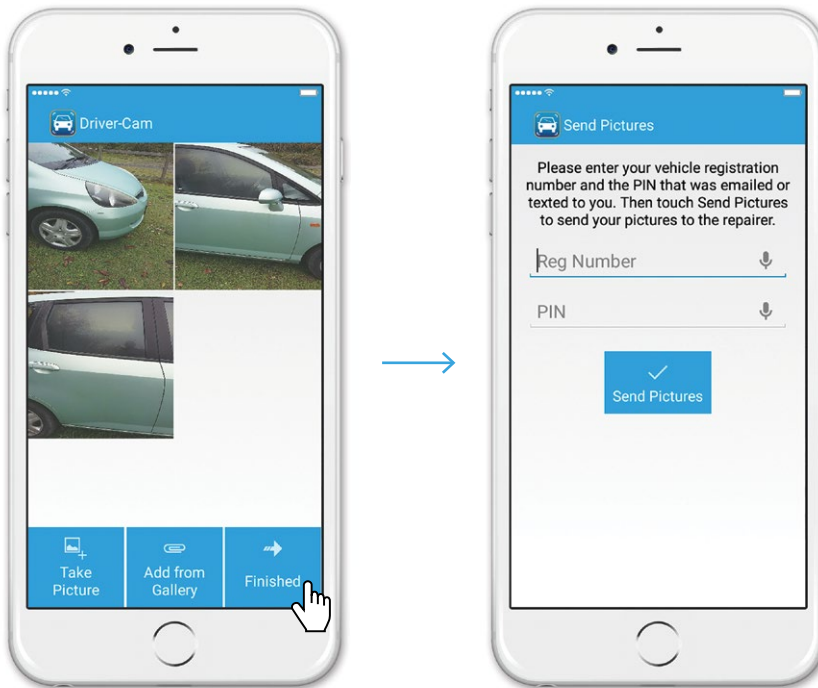 Driver-Cam
Take
Picture
Add from
Gallery
Finished
Send Pictures
Please enter your vehicle registration
number and the PIN that was emailed or
texted to you. Then touch Send Pictures
to send your pictures to the repairer.
Reg Number
PIN
Send Pictures